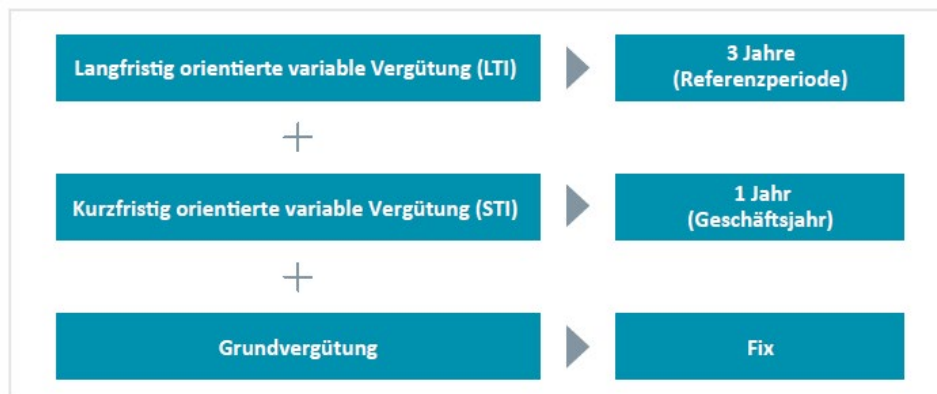 Langfristig orientierte variable Vergütung (LTI)
3 Jahre
(Referenzperiode)
+
Kurzfristig orientierte variable Vergütung (STI)
1 Jahr
(Geschäftsjahr)
+
Grundvergütung
Fix